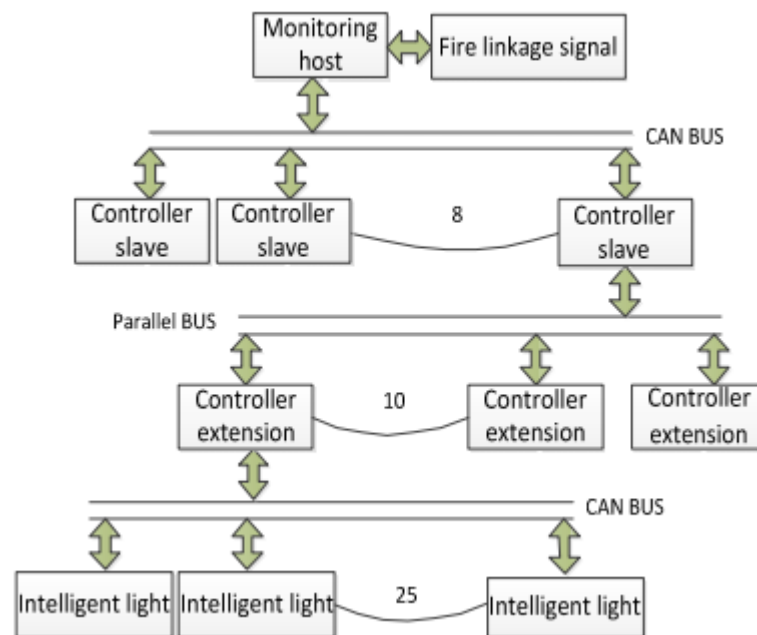 Monitoring
host
Fire linkage signal
CAN BUS
Controller
slave
Controller
slave
8
Controller
slave
Parallel BUS
Controller
extension
10
Controller
extension
Controller
extension
CAN BUS
Intelligent light
Intelligent light
25
Intelligent light